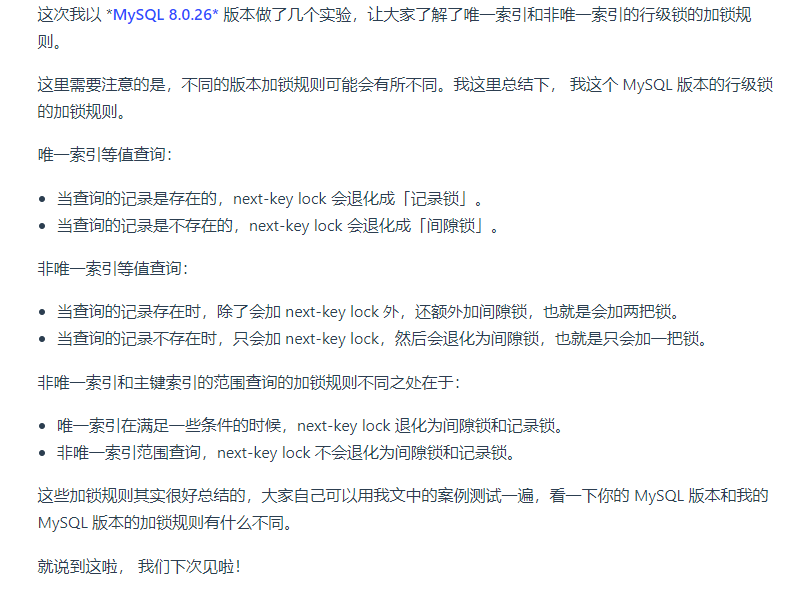 这次我以 *MySQL 8.0.26* 版本做了几个实验，让大家了解了唯一索引和非唯一索引的行级锁的加锁规
则。
这里需要注意的是，不同的版本加锁规则可能会有所不同。我这里总结下， 我这个 MySQL 版本的行级锁
的加锁规则。
唯一索引等值查询：
• 当查询的记录是存在的，next-key lock 会退化成「记录锁」。
• 当查询的记录是不存在的，next-key lock 会退化成「间隙锁」。
非唯一索引等值查询：
• 当查询的记录存在时，除了会加 next-key lock 外，还额外加间隙锁，也就是会加两把锁。
• 当查询的记录不存在时，只会加 next-key lock，然后会退化为间隙锁，也就是只会加一把锁。
非唯一索引和主键索引的范围查询的加锁规则不同之处在于：
• 唯一索引在满足一些条件的时候，next-key lock 退化为间隙锁和记录锁。
• 非唯一索引范围查询，next-key lock 不会退化为间隙锁和记录锁。
这些加锁规则其实很好总结的，大家自己可以用我文中的案例测试一遍，看一下你的 MySQL 版本和我的
MySQL 版本的加锁规则有什么不同。
就说到这啦， 我们下次见啦！